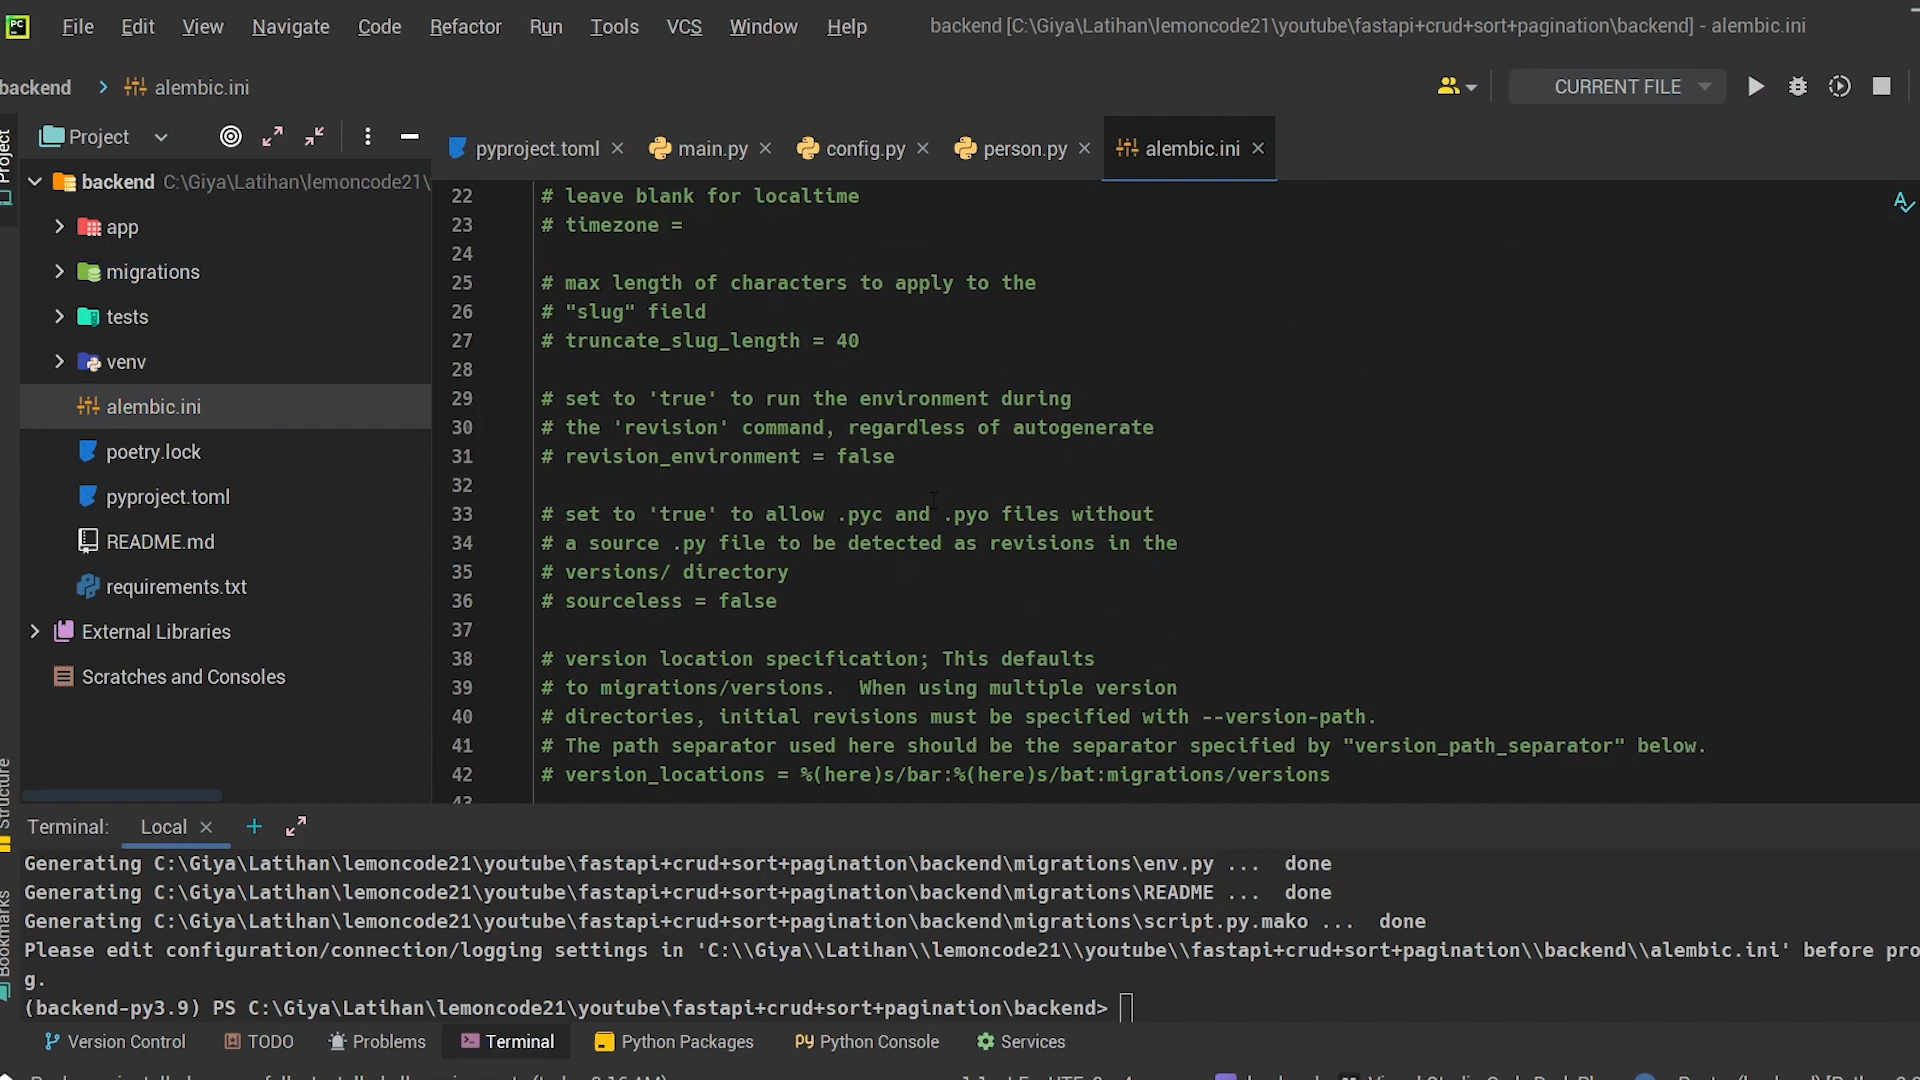 File Edit View Navigate Code Refactor Run Tools VCS Window Help backend [C:\Giya\Latihan\lemoncode21\youtube\fastapi+crud+sort+pagination\backend] - alembic.ini
backend alembic.ini CURRENT FILE
Project
Project
pyproject.toml main.py config.py person.py alembic.ini
backend C:\Giya\Latihan\lemoncode21\
app
migrations
tests
venv
alembic.ini
poetry.lock
pyproject.toml
README.md
requirements.txt
External Libraries
Scratches and Consoles
22 # leave blank for localtime
23 # timezone =
24
25 # max length of characters to apply to the
26 # "slug" field
27 # truncate_slug_length = 40
28
29 # set to 'true' to run the environment during
30 # the 'revision' command, regardless of autogenerate
31 # revision_environment = false
32
33 # set to 'true' to allow .pyc and .pyo files without
34 # a source .py file to be detected as revisions in the
35 # versions/ directory
36 # sourceless = false
37
38 # version location specification; This defaults
39 # to migrations/versions.  When using multiple version
40 # directories, initial revisions must be specified with --version-path.
41 # The path separator used here should be the separator specified by "version_path_separator" below.
42 # version_locations = %(here)s/bar:%(here)s/bat:migrations/versions
43
Structure
Bookmarks
Terminal: Local
Generating C:\Giya\Latihan\lemoncode21\youtube\fastapi+crud+sort+pagination\backend\migrations\env.py ...  done
Generating C:\Giya\Latihan\lemoncode21\youtube\fastapi+crud+sort+pagination\backend\migrations\README ...  done
Generating C:\Giya\Latihan\lemoncode21\youtube\fastapi+crud+sort+pagination\backend\migrations\script.py.mako ...  done
Please edit configuration/connection/logging settings in 'C:\\Giya\\Latihan\\lemoncode21\\youtube\\fastapi+crud+sort+pagination\\backend\\alembic.ini' before pro
g.
(backend-py3.9) PS C:\Giya\Latihan\lemoncode21\youtube\fastapi+crud+sort+pagination\backend>
Version Control TODO Problems Terminal Python Packages Python Console Services